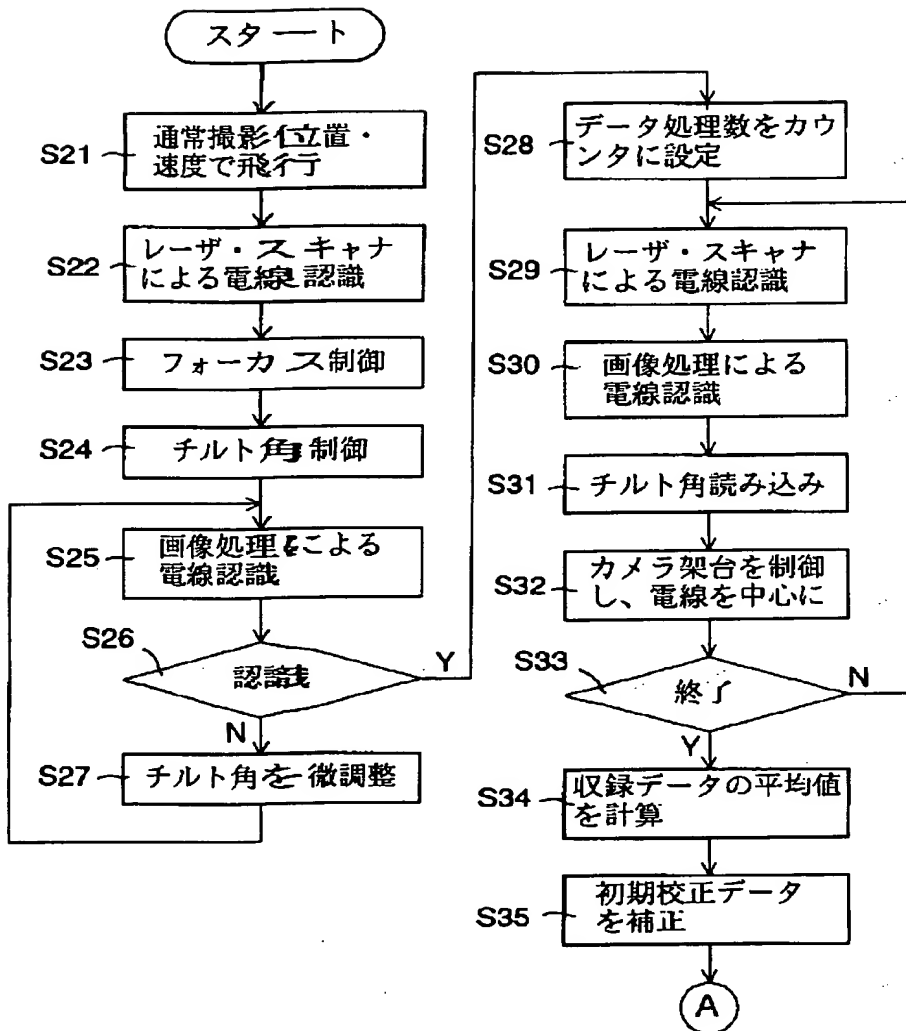 スタート
S21
通常撮影位置・
速度で飛行
S22
レーザ・スキャナ
による電線認識
S23
フォーカス制御
S24
チルト角制御
S25
画像処理による
電線認識
S26
認識
Y
N
S27
チルト角を微調整
S28
データ処理数をカウ
ンタに設定
S29
レーザ・スキャナ
による電線認識
S30
画像処理による
電線認識
S31
チルト角読み込み
S32
カメラ架台を制御
し、電線を中心に
S33
終了
N
Y
S34
収録データの平均値
を計算
S35
初期校正データ
を補正
A